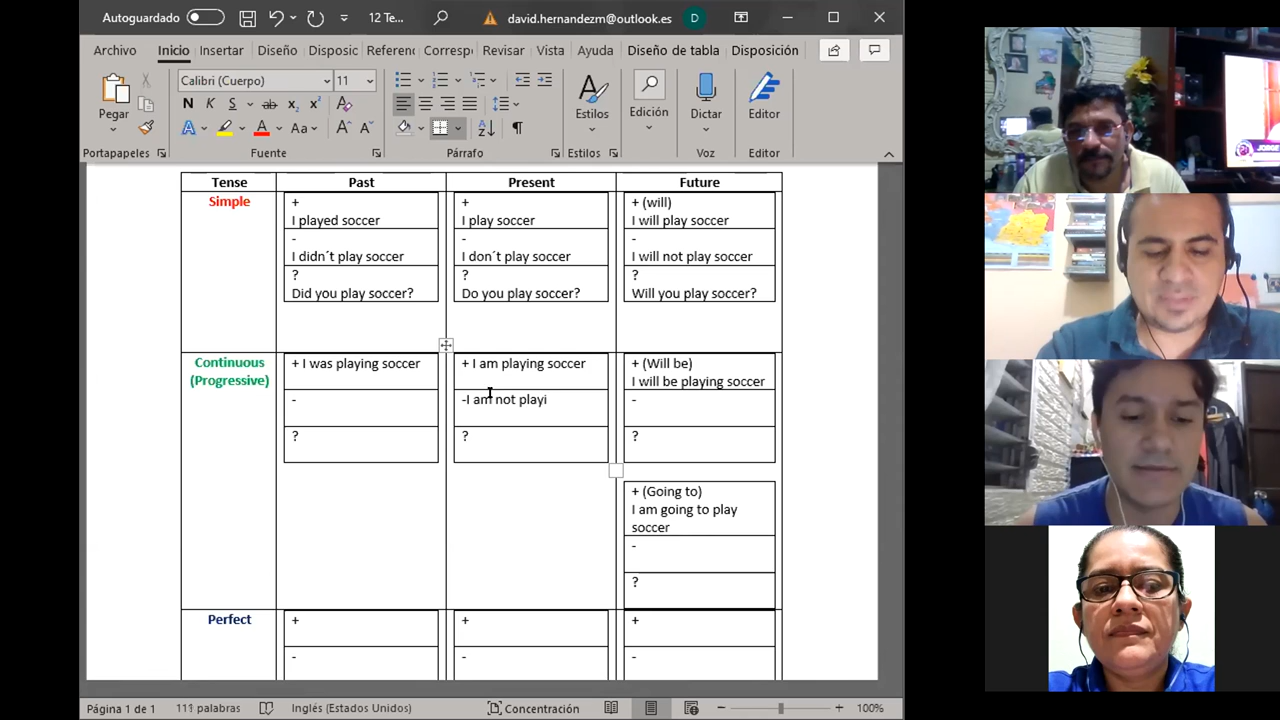 Autoguardado
12 Te...
david.hernandezm@outlook.es
D
Archivo Inicio Insertar Diseño Disposic Referenc Corresp Revisar Vista Ayuda Diseño de tabla Disposición
Calibri (Cuerpo) 11
Pegar
N K S ab x₂ x²
A A Aa A A
Estilos
Edición
Dictar
Editor
Portapapeles Fuente Párrafo Estilos Voz Editor
Tense Past Present Future
Simple
+
I played soccer
-
I didn´t play soccer
?
Did you play soccer?
+
I play soccer
-
I don´t play soccer
?
Do you play soccer?
+ (will)
I will play soccer
-
I will not play soccer
?
Will you play soccer?
Continuous
(Progressive)
+ I was playing soccer
-
?
+ I am playing soccer
-I am not playi
?
+ (Will be)
I will be playing soccer
-
?
+ (Going to)
I am going to play
soccer
-
?
Perfect
+
-
+
-
+
-
Página 1 de 1 111 palabras Inglés (Estados Unidos) Concentración 100%